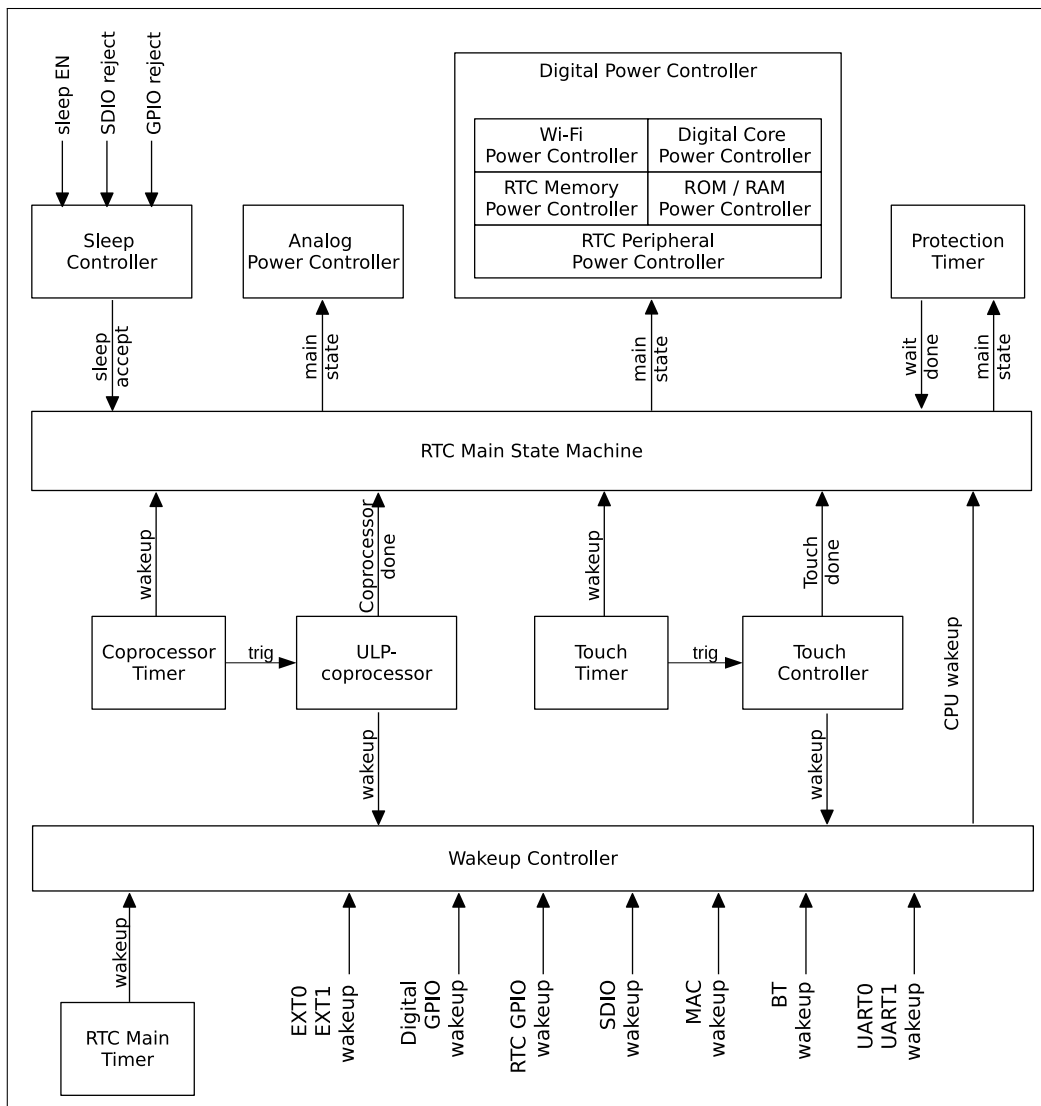 sleep EN
SDIO reject
GPIO reject
Digital Power Controller
Wi-Fi
Power Controller
Digital Core
Power Controller
RTC Memory
Power Controller
ROM / RAM
Power Controller
RTC Peripheral
Power Controller
Sleep
Controller
Analog
Power Controller
Protection
Timer
sleep
accept
main
state
main
state
wait
done
main
state
RTC Main State Machine
wakeup
Coprocessor
done
wakeup
Touch
done
CPU wakeup
Coprocessor
Timer
trig
ULP-
coprocessor
Touch
Timer
trig
Touch
Controller
wakeup
wakeup
Wakeup Controller
wakeup
RTC Main
Timer
EXT0
EXT1
wakeup
Digital
GPIO
wakeup
RTC GPIO
wakeup
SDIO
wakeup
MAC
wakeup
BT
wakeup
UART0
UART1
wakeup